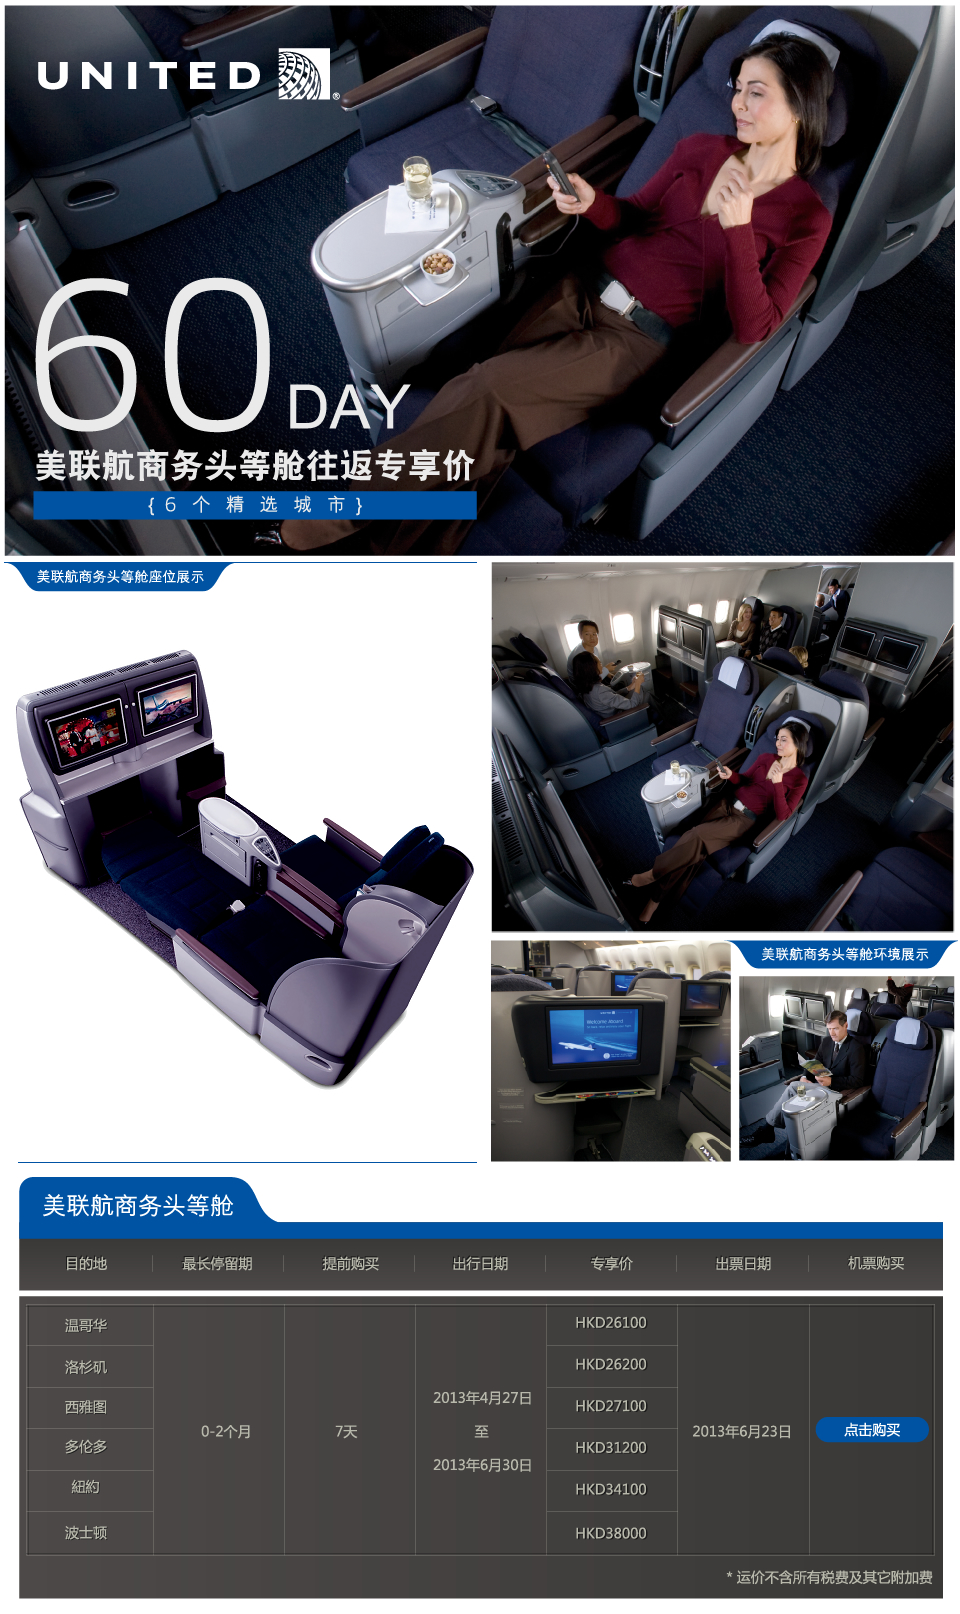 UNITED
60 DAY
美联航商务头等舱往返专享价
{6个精选城市}
美联航商务头等舱座位展示
Welcome Aboard
美联航商务头等舱环境展示
美联航商务头等舱
目的地 最长停留期 提前购买 出行日期 专享价 出票日期 机票购买
温哥华 HKD26100
洛杉矶 HKD26200
西雅图 HKD27100
多伦多 HKD31200
紐約 HKD34100
波士顿 HKD38000
0-2个月
7天
2013年4月27日
至
2013年6月30日
2013年6月23日
点击购买
* 运价不含所有税费及其它附加费